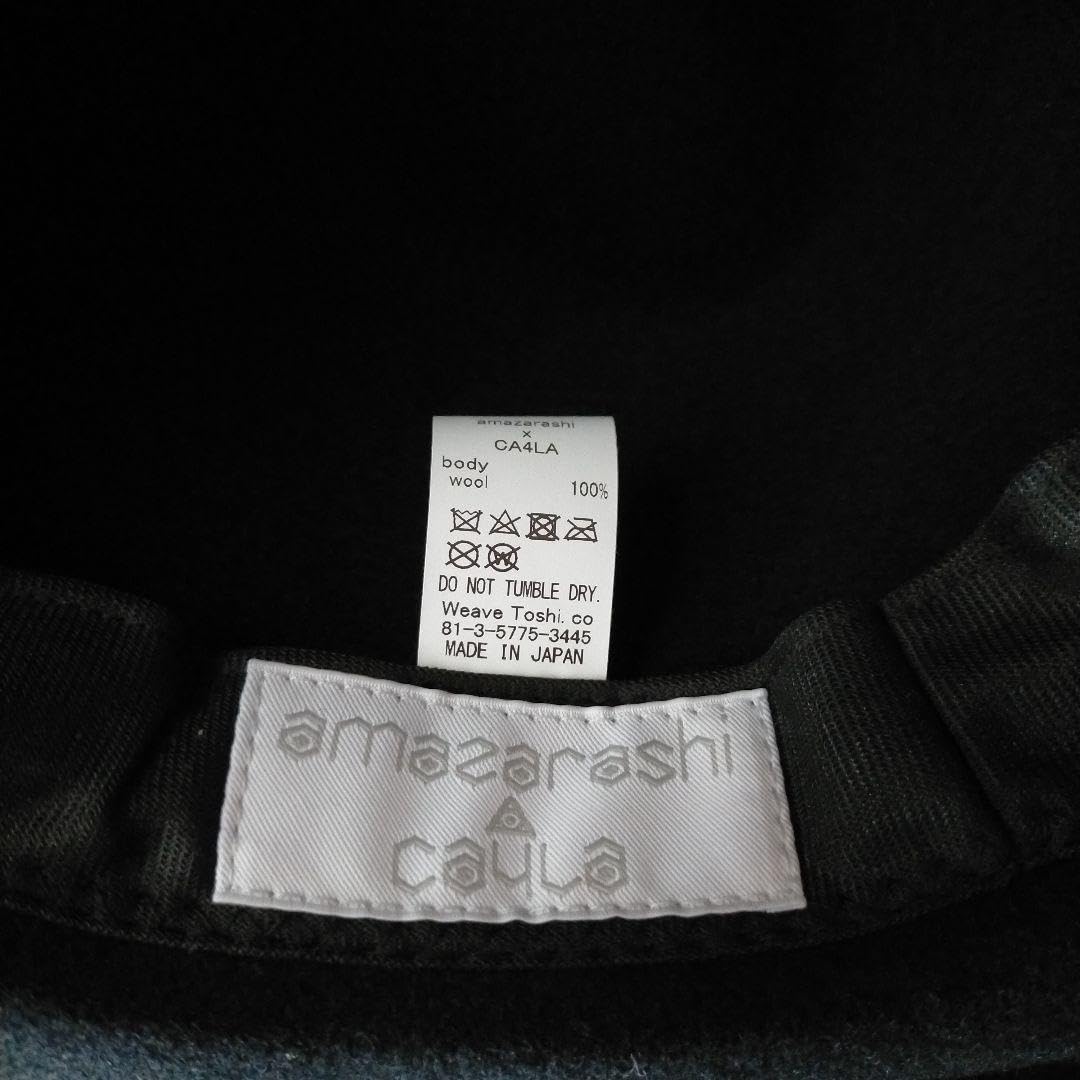 amazarashi
×
CA4LA
body
wool 100%
DO NOT TUMBLE DRY.
Weave Toshi. co
81-3-5775-3445
MADE IN JAPAN
amazarashi
ca4La